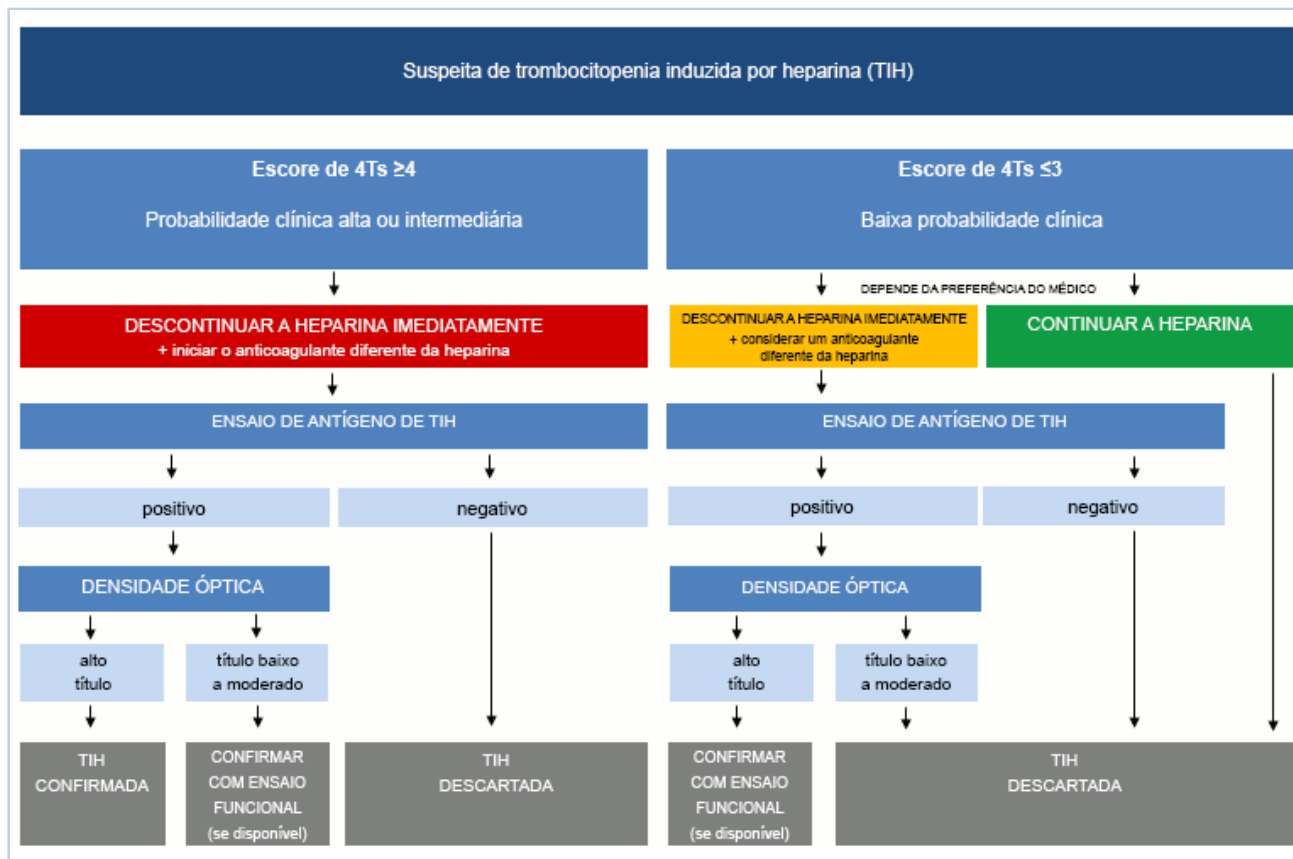 Suspeita de trombocitopenia induzida por heparina (TIH)
Escore de 4Ts ≥4
Probabilidade clínica alta ou intermediária
Escore de 4Ts ≤3
Baixa probabilidade clínica
DEPENDE DA PREFERÊNCIA DO MÉDICO
DESCONTINUAR A HEPARINA IMEDIATAMENTE
+ iniciar o anticoagulante diferente da heparina
DESCONTINUAR A HEPARINA IMEDIATAMENTE
+ considerar um anticoagulante
diferente da heparina
CONTINUAR A HEPARINA
ENSAIO DE ANTÍGENO DE TIH
ENSAIO DE ANTÍGENO DE TIH
positivo
negativo
positivo
negativo
DENSIDADE ÓPTICA
DENSIDADE ÓPTICA
alto
título
título baixo
a moderado
alto
título
título baixo
a moderado
TIH
CONFIRMADA
CONFIRMAR
COM ENSAIO
FUNCIONAL
(se disponível)
TIH
DESCARTADA
CONFIRMAR
COM ENSAIO
FUNCIONAL
(se disponível)
TIH
DESCARTADA